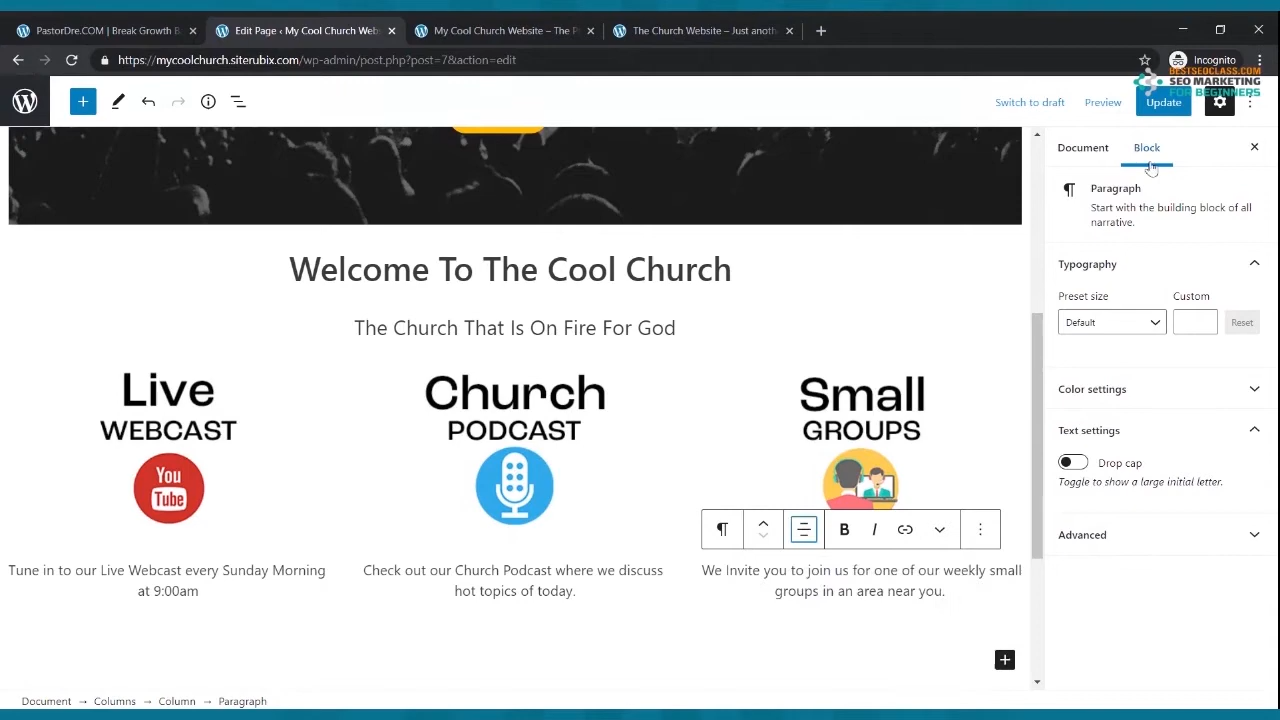 PastorDre.COM | Break Growth B
Edit Page ‹ My Cool Church Web
My Cool Church Website – The P
The Church Website – Just anoth
https://mycoolchurch.siterubix.com/wp-admin/post.php?post=7&action=edit
Incognito
BESTSEOCLASS.COM
SEO MARKETING
FOR BEGINNERS
Switch to draft
Preview
Update
Document
Block
Paragraph
Start with the building block of all
narrative.
Typography
Preset size
Custom
Default
Reset
Color settings
Text settings
Drop cap
Toggle to show a large initial letter.
Advanced
Welcome To The Cool Church
The Church That Is On Fire For God
Live
WEBCAST
You
Tube
Church
PODCAST
Small
GROUPS
B I
Tune in to our Live Webcast every Sunday Morning
at 9:00am
Check out our Church Podcast where we discuss
hot topics of today.
We Invite you to join us for one of our weekly small
groups in an area near you.
Document → Columns → Column → Paragraph